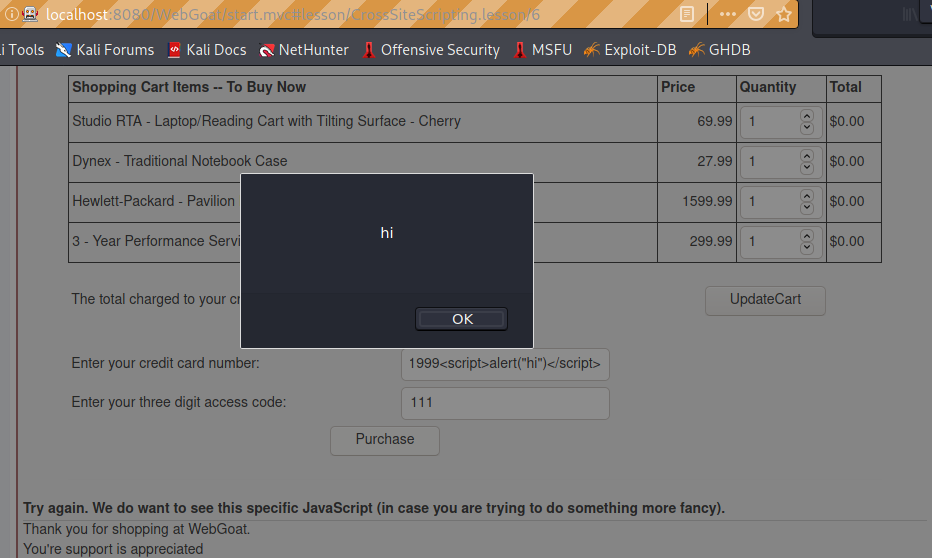 localhost:8080/WebGoat/start.mvc#lesson/CrossSiteScripting.lesson/6
i Tools Kali Forums Kali Docs NetHunter Offensive Security MSFU Exploit-DB GHDB
Shopping Cart Items -- To Buy Now Price Quantity Total
Studio RTA - Laptop/Reading Cart with Tilting Surface - Cherry 69.99 1 $0.00
Dynex - Traditional Notebook Case 27.99 1 $0.00
Hewlett-Packard - Pavilion 1599.99 1 $0.00
3 - Year Performance Servi 299.99 1 $0.00
hi
OK
The total charged to your cr UpdateCart
Enter your credit card number: 1999<script>alert("hi")</script>
Enter your three digit access code: 111
Purchase
Try again. We do want to see this specific JavaScript (in case you are trying to do something more fancy).
Thank you for shopping at WebGoat.
You're support is appreciated